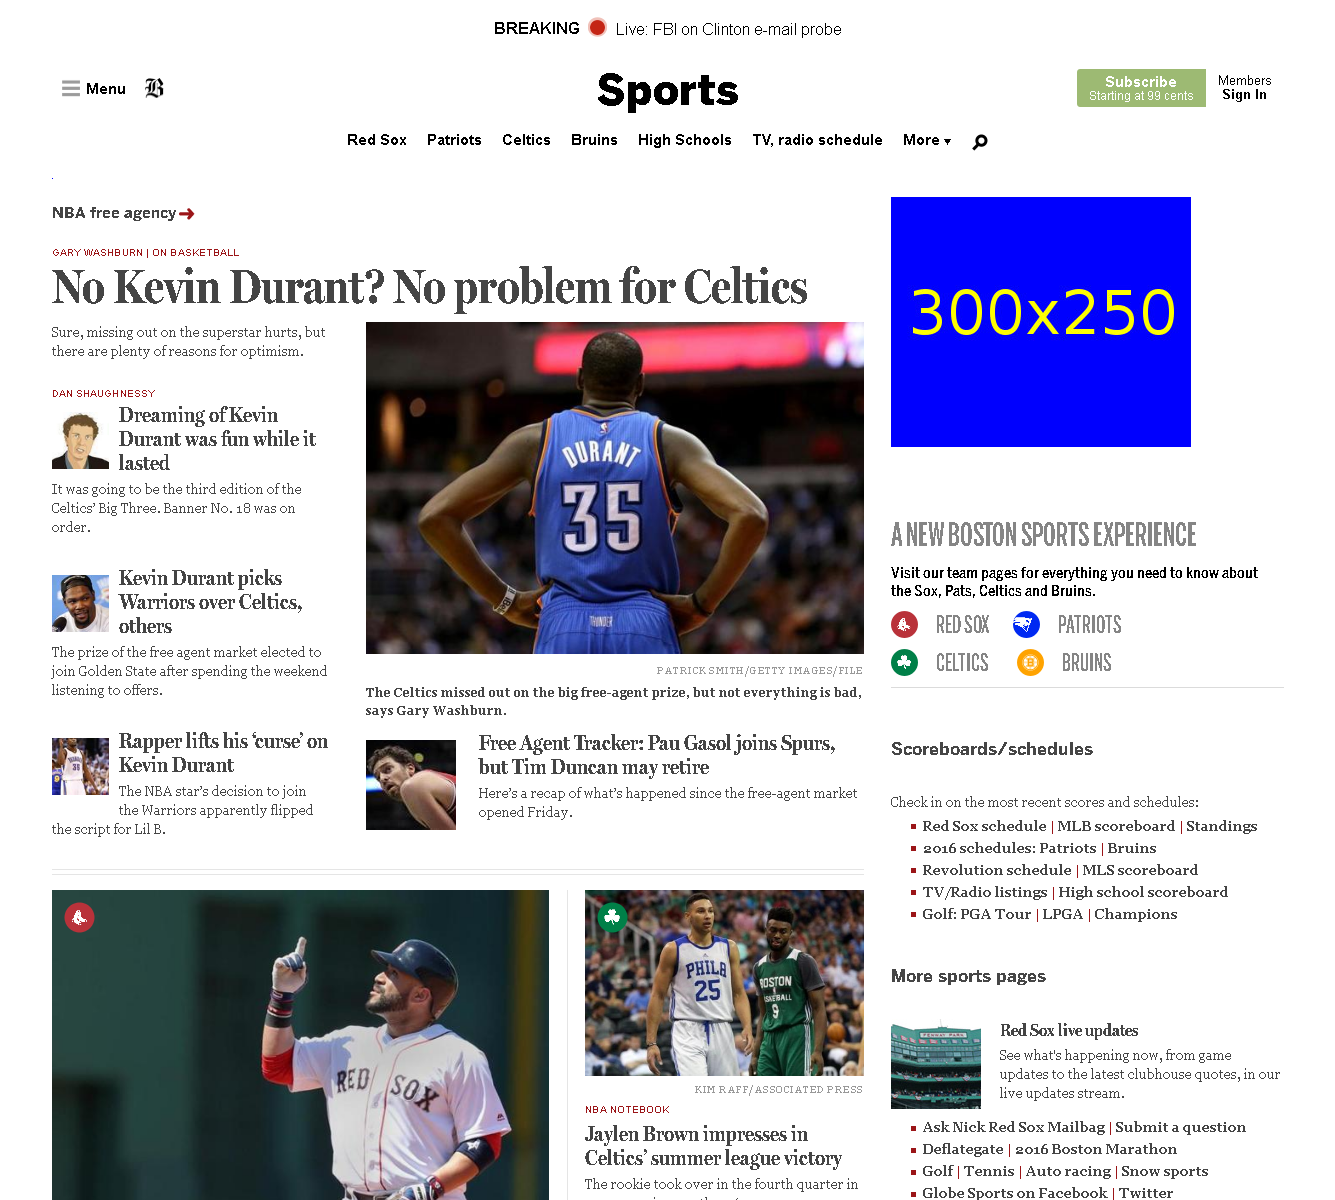 BREAKING Live: FBI on Clinton e-mail probe
Menu B
Sports
Subscribe
Starting at 99 cents
Members
Sign In
Red Sox Patriots Celtics Bruins High Schools TV, radio schedule More
NBA free agency
GARY WASHBURN | ON BASKETBALL
No Kevin Durant? No problem for Celtics
Sure, missing out on the superstar hurts, but
there are plenty of reasons for optimism.
DAN SHAUGHNESSY
Dreaming of Kevin
Durant was fun while it
lasted
It was going to be the third edition of the
Celtics’ Big Three. Banner No. 18 was on
order.
Kevin Durant picks
Warriors over Celtics,
others
The prize of the free agent market elected to
join Golden State after spending the weekend
listening to offers.
Rapper lifts his ‘curse’ on
Kevin Durant
The NBA star’s decision to join
the Warriors apparently flipped
the script for Lil B.
DURANT
35
THUNDER
PATRICK SMITH/GETTY IMAGES/FILE
The Celtics missed out on the big free-agent prize, but not everything is bad,
says Gary Washburn.
Free Agent Tracker: Pau Gasol joins Spurs,
but Tim Duncan may retire
Here’s a recap of what’s happened since the free-agent market
opened Friday.
RED SOX
PHILA
25
BOSTON
BASKETBALL
9
KIM RAFF/ASSOCIATED PRESS
NBA NOTEBOOK
Jaylen Brown impresses in
Celtics’ summer league victory
The rookie took over in the fourth quarter in
300x250
A NEW BOSTON SPORTS EXPERIENCE
Visit our team pages for everything you need to know about
the Sox, Pats, Celtics and Bruins.
RED SOX PATRIOTS
CELTICS B BRUINS
Scoreboards/schedules
Check in on the most recent scores and schedules:
Red Sox schedule | MLB scoreboard | Standings
2016 schedules: Patriots | Bruins
Revolution schedule | MLS scoreboard
TV/Radio listings | High school scoreboard
Golf: PGA Tour | LPGA | Champions
More sports pages
FENWAY PARK
Red Sox live updates
See what's happening now, from game
updates to the latest clubhouse quotes, in our
live updates stream.
Ask Nick Red Sox Mailbag | Submit a question
Deflategate | 2016 Boston Marathon
Golf | Tennis | Auto racing | Snow sports
Globe Sports on Facebook | Twitter